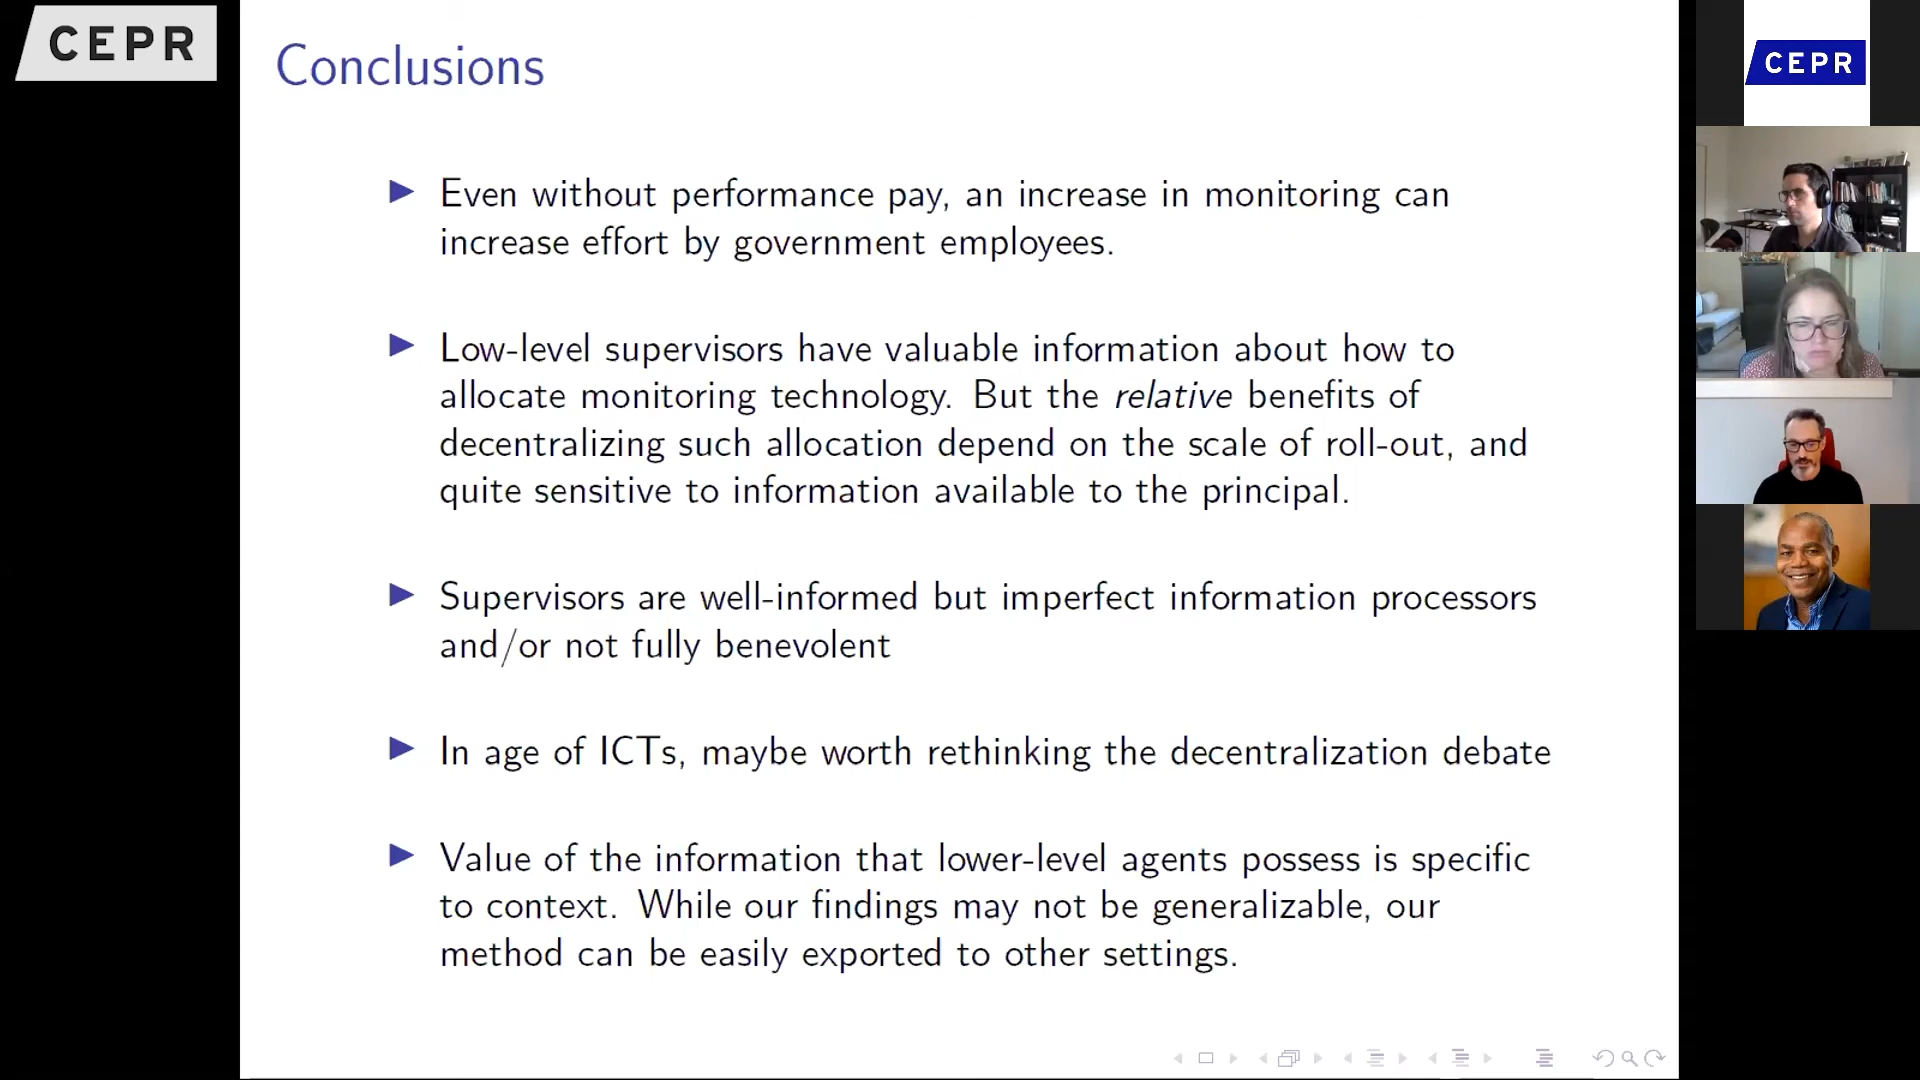 CEPR
Conclusions
CEPR
Even without performance pay, an increase in monitoring can
increase effort by government employees.
Low-level supervisors have valuable information about how to
allocate monitoring technology. But the relative benefits of
decentralizing such allocation depend on the scale of roll-out, and
quite sensitive to information available to the principal.
Supervisors are well-informed but imperfect information processors
and/or not fully benevolent
In age of ICTs, maybe worth rethinking the decentralization debate
Value of the information that lower-level agents possess is specific
to context. While our findings may not be generalizable, our
method can be easily exported to other settings.